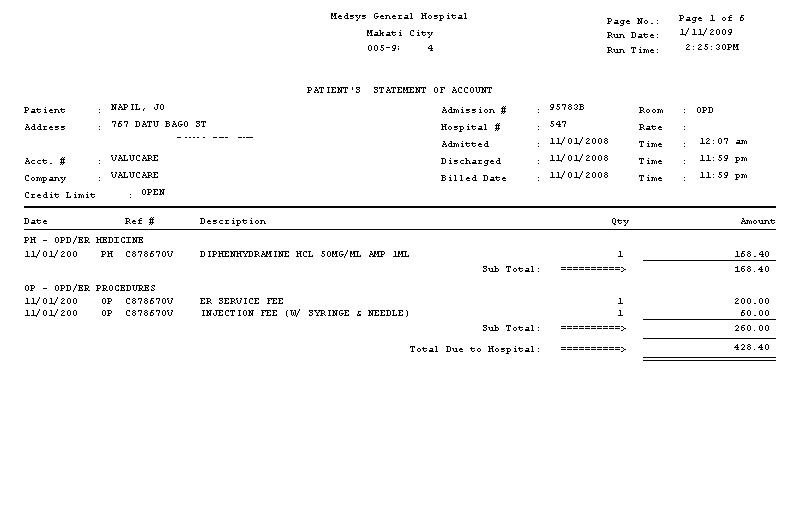 Medsys General Hospital
Makati City
005-9: 4
Page No.: Page 1 of 6
Run Date: 1/11/2009
Run Time: 2:25:30PM
PATIENT'S STATEMENT OF ACCOUNT
Patient : NAPIL, JO Admission # : 95783B Room : OPD
Address : 767 DATU BAGO ST Hospital # : 547 Rate :
Admitted : 11/01/2008 Time : 12:07 am
Acct. # : VALUCARE Discharged : 11/01/2008 Time : 11:59 pm
Company : VALUCARE Billed Date : 11/01/2008 Time : 11:59 pm
Credit Limit : OPEN
Date Ref # Description Qty Amount
PH - OPD/ER MEDICINE
11/01/200 PH C878670V DIPHENHYDRAMINE HCL 50MG/ML AMP 1ML 1 168.40
Sub Total: ==========> 168.40
OP - OPD/ER PROCEDURES
11/01/200 OP C878670V ER SERVICE FEE 1 200.00
11/01/200 OP C878670V INJECTION FEE (W/ SYRINGE & NEEDLE) 1 60.00
Sub Total: ==========> 260.00
Total Due to Hospital: ==========> 428.40